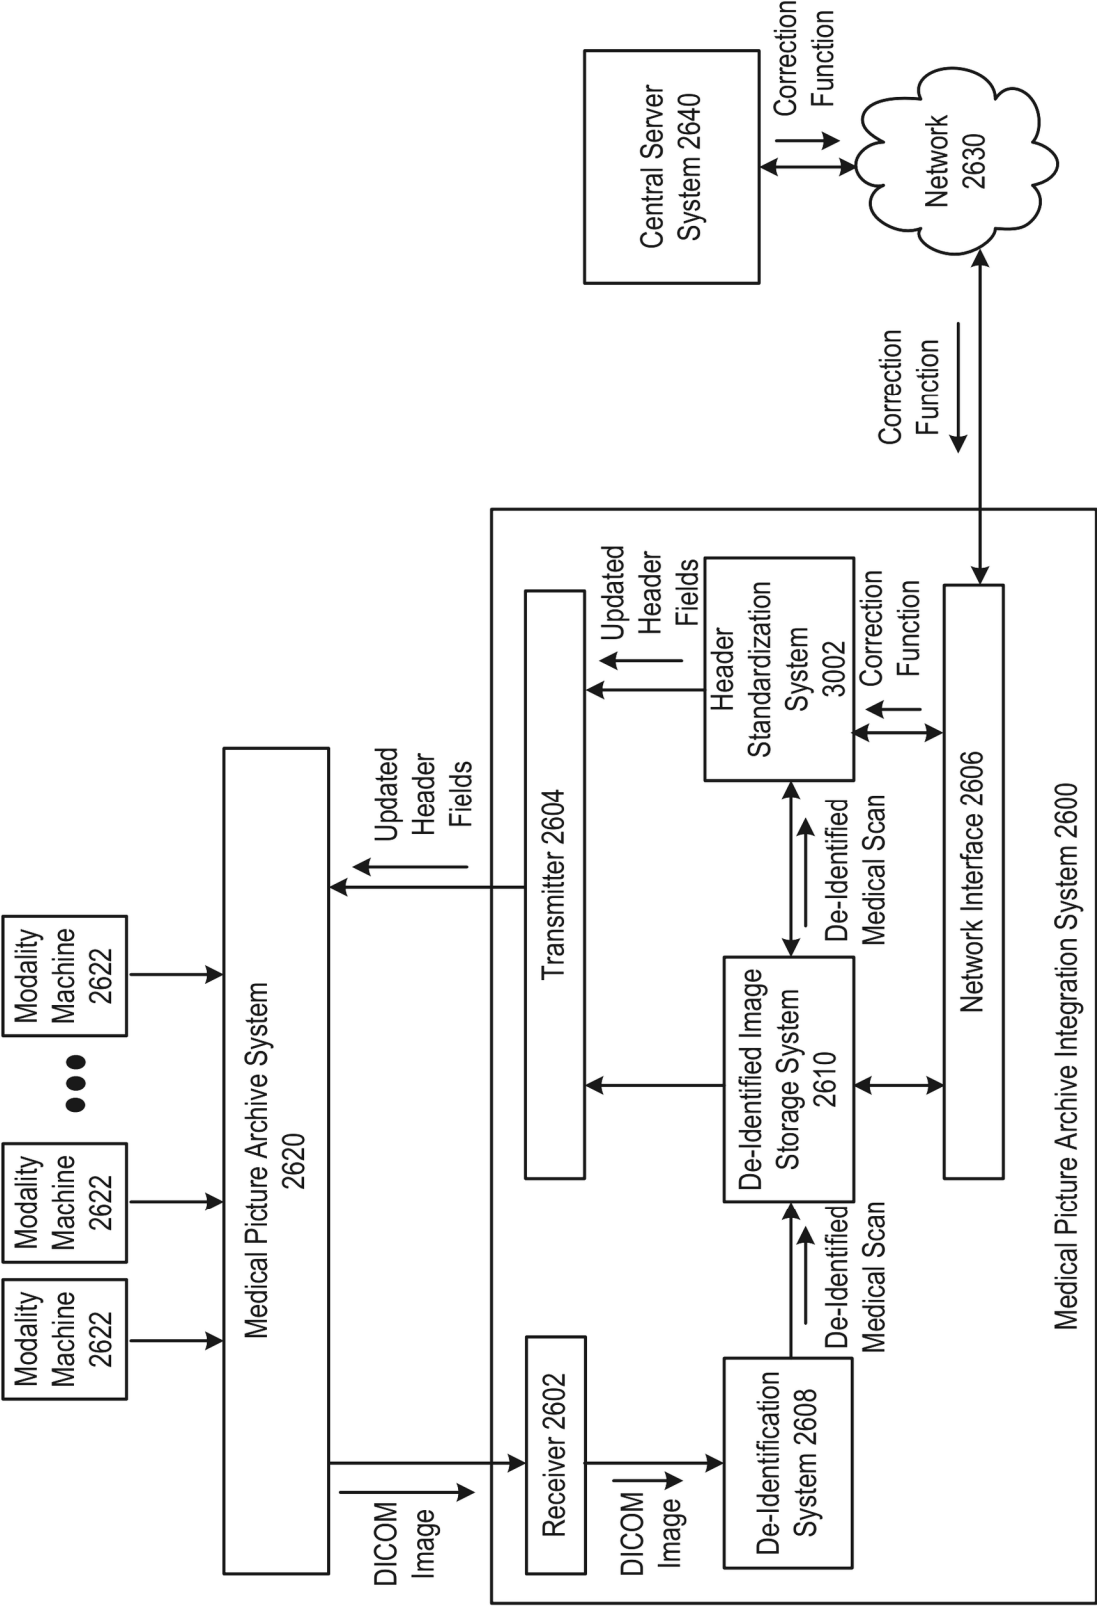 Modality
Machine
2622
Modality
Machine
2622
Modality
Machine
2622
Medical Picture Archive System
2620
DICOM
Image
Updated
Header
Fields
Receiver 2602
Transmitter 2604
DICOM
Image
Updated
Header
Fields
De-Identification
System 2608
De-Identified
Medical Scan
De-Identified Image
Storage System
2610
De-Identified
Medical Scan
Header
Standardization
System
3002
Correction
Function
Network Interface 2606
Medical Picture Archive Integration System 2600
Central Server
System 2640
Correction
Function
Network
2630
Correction
Function